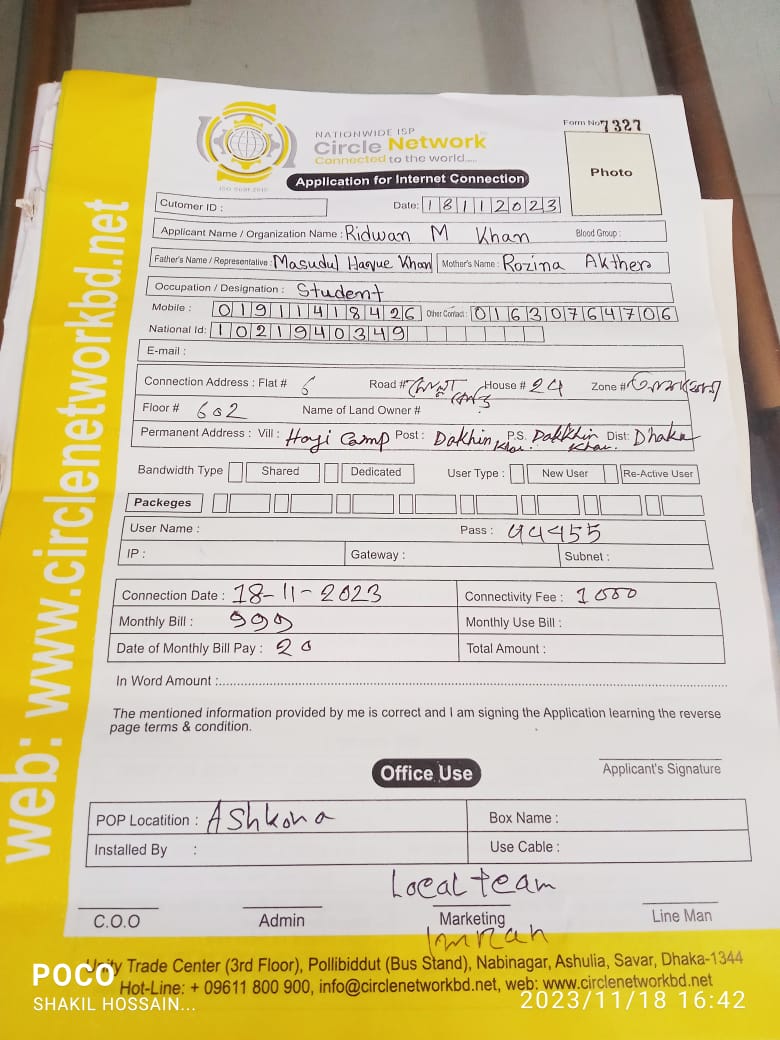 NATIONWIDE ISP
Circle Network
Connected to the world.....
ISO 9001:2015
Form No 7327
Photo
Application for Internet Connection
Cutomer ID :
Date: 18112023
Applicant Name / Organization Name : Ridwan M Khan Blood Group :
Father's Name / Representative : Masudul Haque Khan Mother's Name : Rozina Akther
Occupation / Designation : Student
Mobile : 01911418426 Other Contact : 01630764706
National Id: 1021940349
E-mail :
Connection Address : Flat # 6 Road # House # 24 Zone #
Floor # 602 Name of Land Owner #
Permanent Address : Vill : Hoyi Camp Post : Dakhin Khan. P.S. Dakkhin Khan. Dist: Dhaka
Bandwidth Type Shared Dedicated User Type : New User Re-Active User
Packeges
User Name : Pass : 44455
IP : Gateway : Subnet :
Connection Date : 18-11-2023 Connectivity Fee : 1000
Monthly Bill : 999 Monthly Use Bill :
Date of Monthly Bill Pay : 20 Total Amount :
In Word Amount :
The mentioned information provided by me is correct and I am signing the Application learning the reverse
page terms & condition.
Applicant's Signature
Office Use
POP Locatition : Ashkona Box Name :
Installed By : Use Cable :
Local team
C.O.O Admin Marketing Line Man
Imran
Unity Trade Center (3rd Floor), Pollibiddut (Bus Stand), Nabinagar, Ashulia, Savar, Dhaka-1344
Hot-Line: + 09611 800 900, info@circlenetworkbd.net, web: www.circlenetworkbd.net
web: www.circlenetworkbd.net
POCO
SHAKIL HOSSAIN...
2023/11/18 16:42